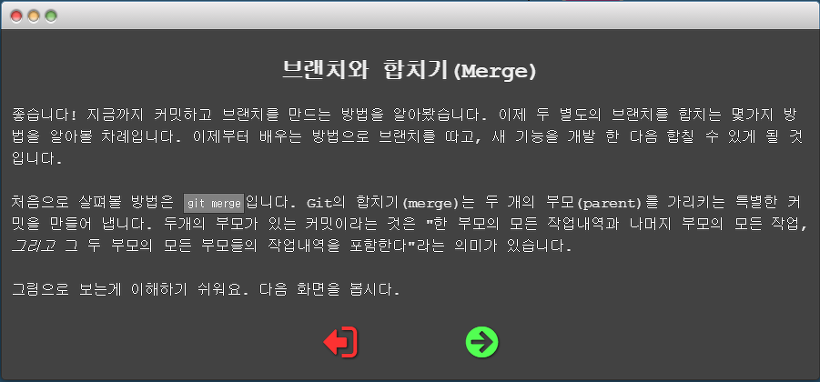 브랜치와 합치기(Merge)
좋습니다! 지금까지 커밋하고 브랜치를 만드는 방법을 알아봤습니다. 이제 두 별도의 브랜치를 합치는 몇가지 방
법을 알아볼 차례입니다. 이제부터 배우는 방법으로 브랜치를 따고, 새 기능을 개발 한 다음 합칠 수 있게 될 것
입니다.
처음으로 살펴볼 방법은 git merge입니다. Git의 합치기(merge)는 두 개의 부모(parent)를 가리키는 특별한 커
밋을 만들어 냅니다. 두개의 부모가 있는 커밋이라는 것은 "한 부모의 모든 작업내역과 나머지 부모의 모든 작업,
그리고 그 두 부모의 모든 부모들의 작업내역을 포함한다"라는 의미가 있습니다.
그림으로 보는게 이해하기 쉬워요. 다음 화면을 봅시다.